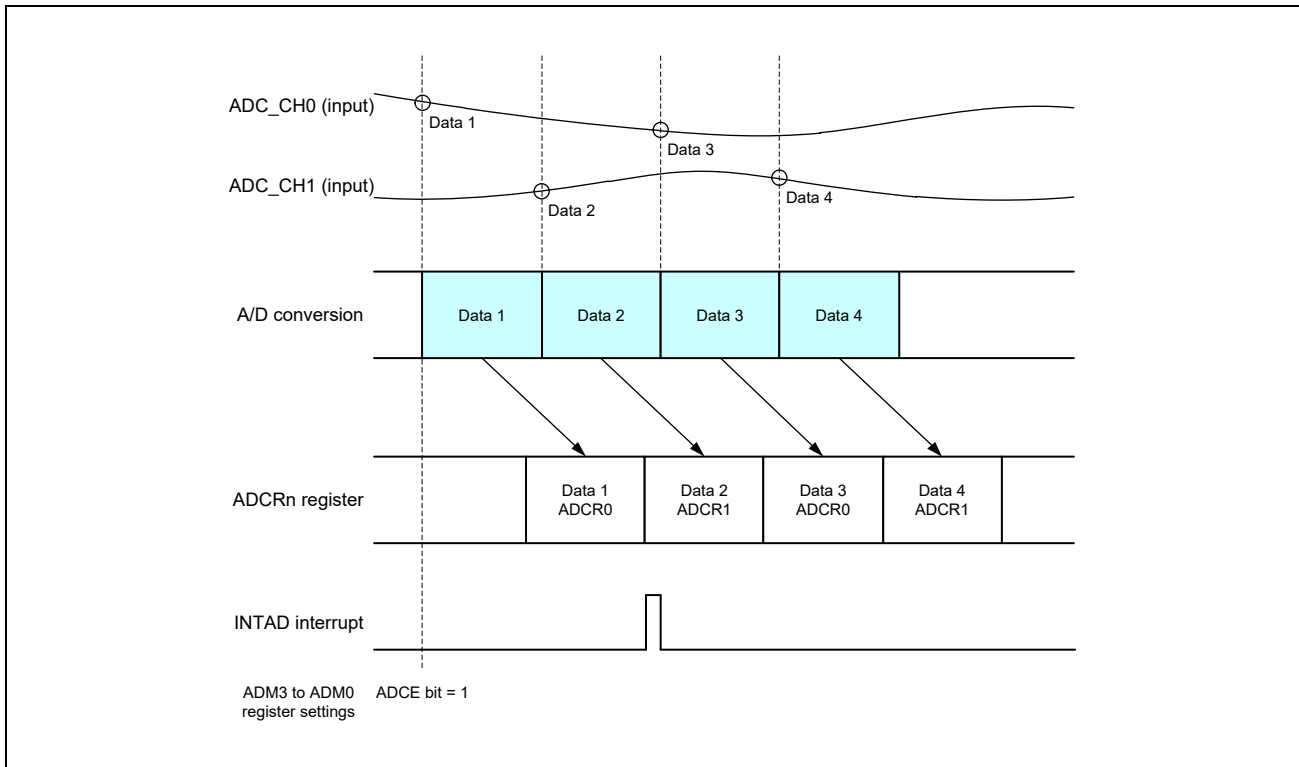 ADC_CH0 (input)
Data 1
Data 3
ADC_CH1 (input)
Data 2
Data 4
A/D conversion
Data 1
Data 2
Data 3
Data 4
ADCRn register
Data 1
ADCR0
Data 2
ADCR1
Data 3
ADCR0
Data 4
ADCR1
INTAD interrupt
ADM3 to ADM0
register settings
ADCE bit = 1